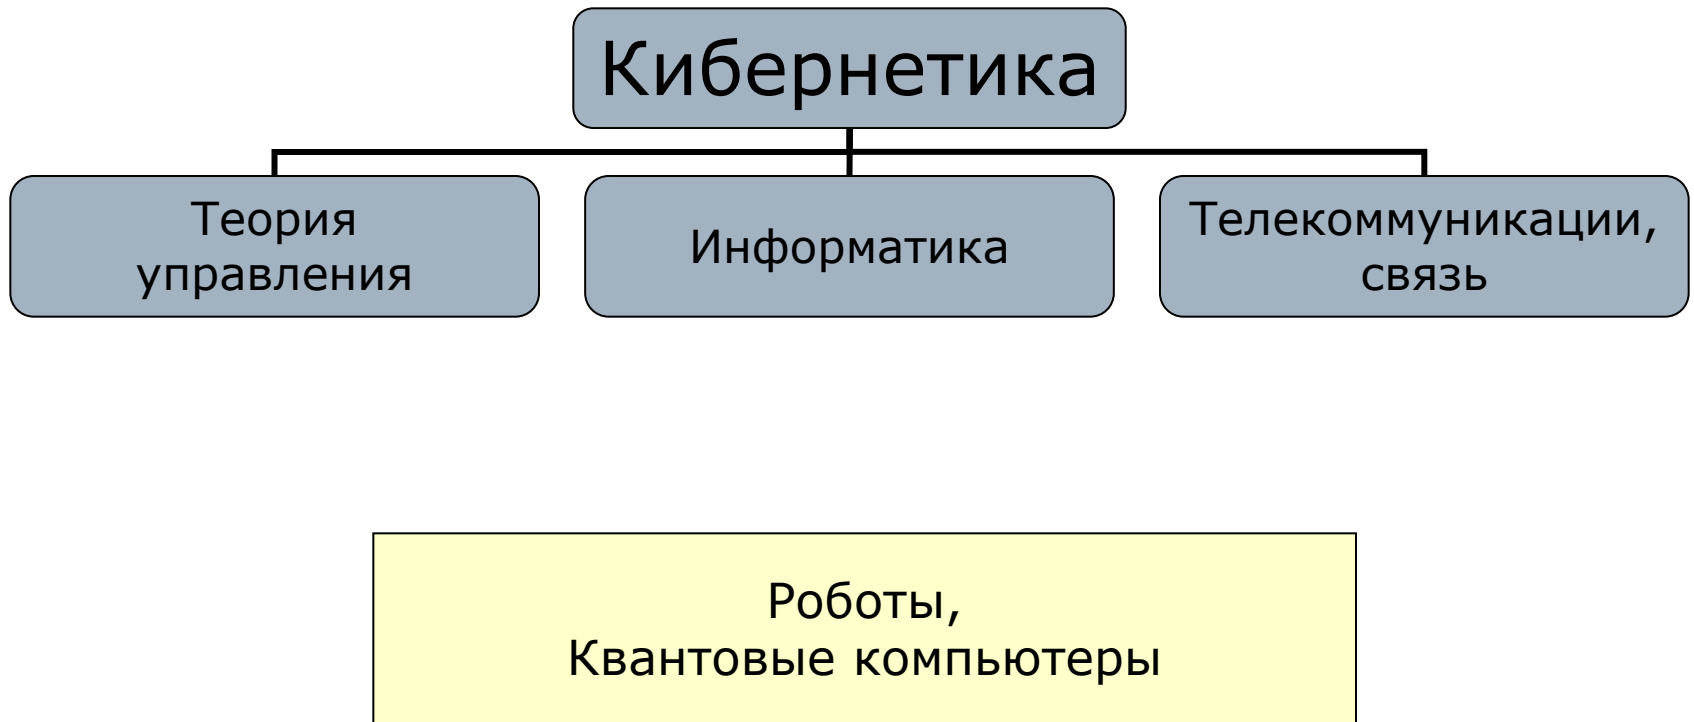 Кибернетика
Теория
управления
Информатика
Телекоммуникации,
связь
Роботы,
Квантовые компьютеры